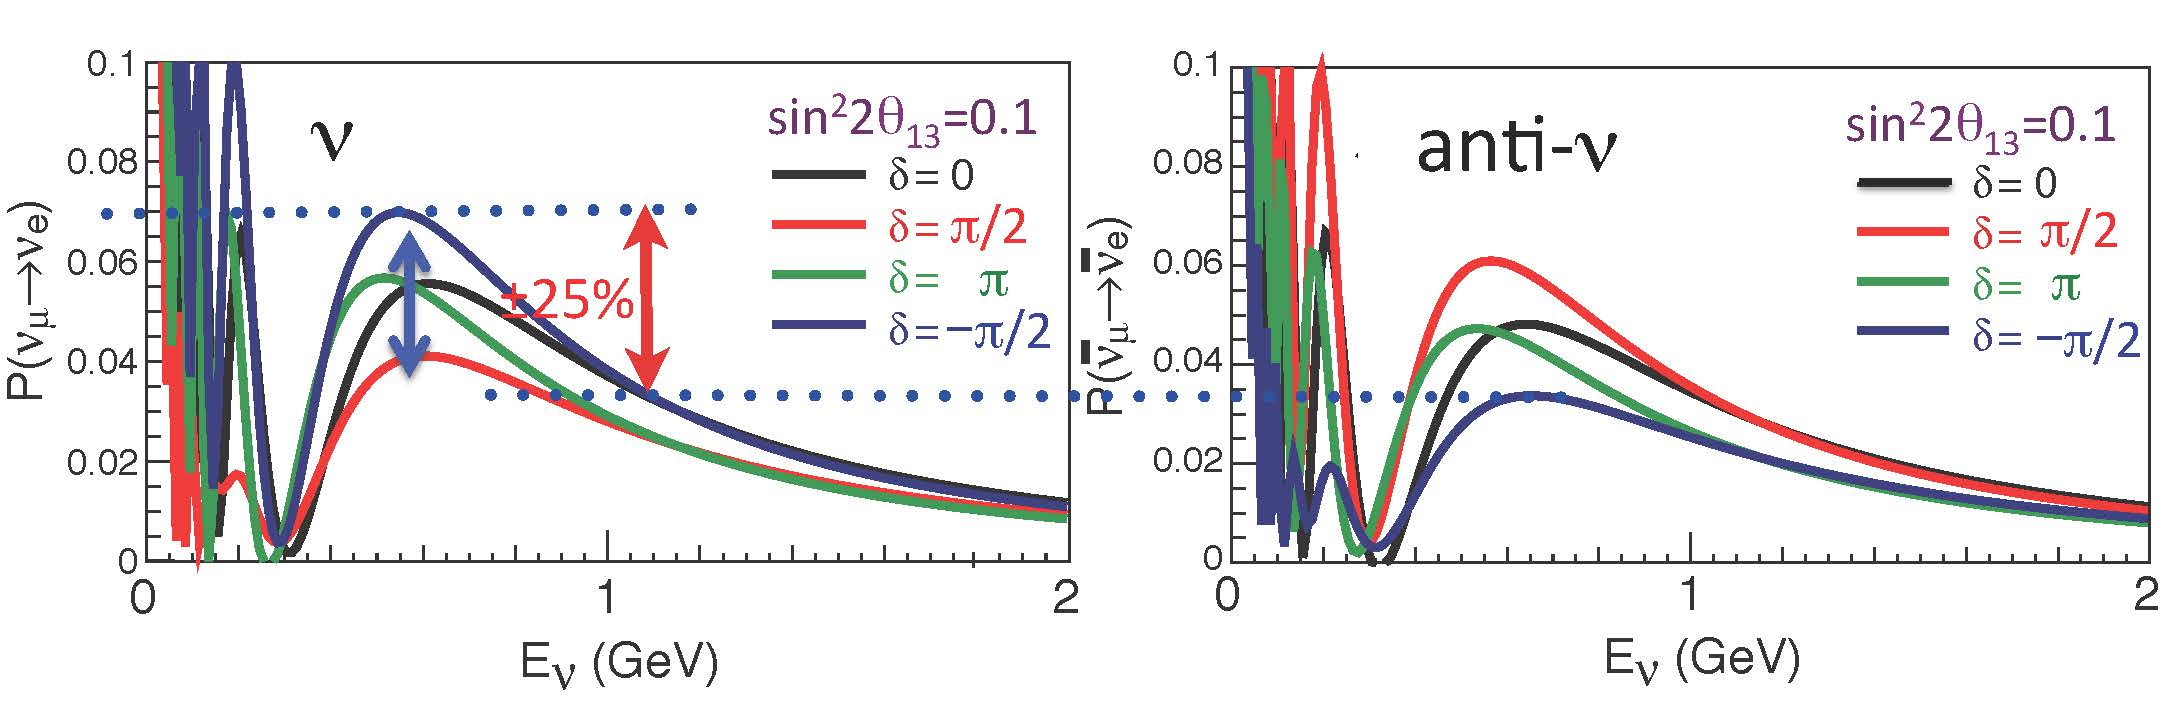 ν
sin²2θ₁₃=0.1
δ= 0
δ= π/2
δ= π
δ= −π/2
±25%
0.1
0.08
0.06
0.04
0.02
0
0 1 2
P(νμ→νe)
Eν (GeV)
anti-ν
sin²2θ₁₃=0.1
δ= 0
δ= π/2
δ= π
δ= −π/2
0.1
0.08
0.06
0.04
0.02
0
0 1 2
P(ν̄μ→ν̄e)
Eν (GeV)